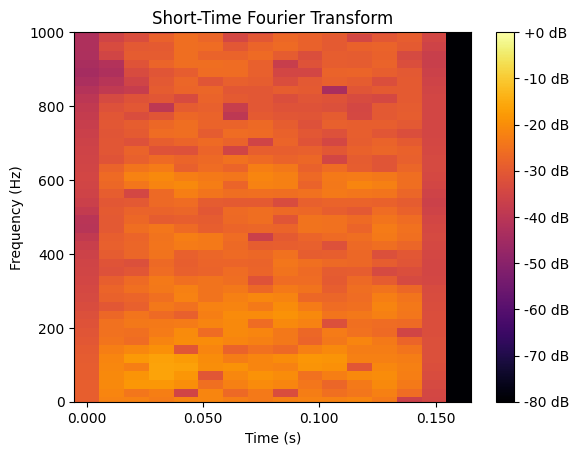 Short-Time Fourier Transform
Frequency (Hz)
1000
800
600
400
200
0
0.000
0.050
0.100
0.150
Time (s)
+0 dB
-10 dB
-20 dB
-30 dB
-40 dB
-50 dB
-60 dB
-70 dB
-80 dB